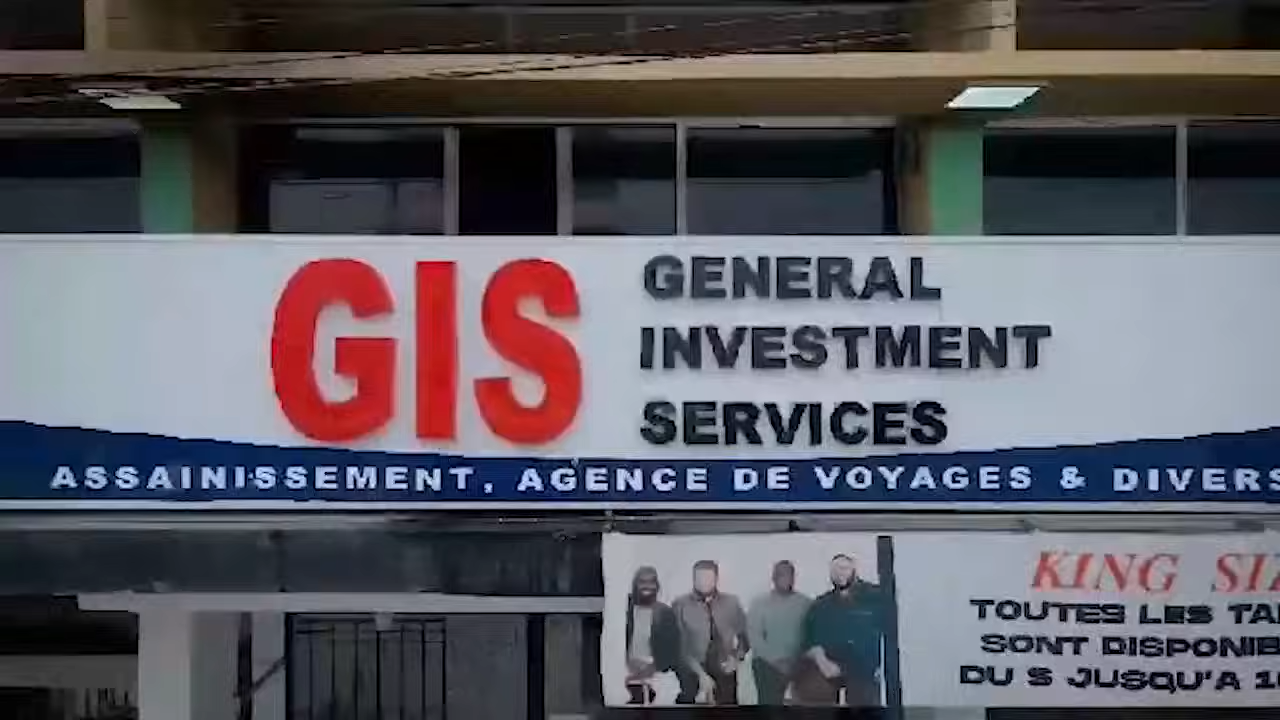 GIS
GENERAL
INVESTMENT
SERVICES
ASSAINISSEMENT, AGENCE DE VOYAGES & DIVERS
KING
TOUTES LES
SONT
DU S JUSQU'A